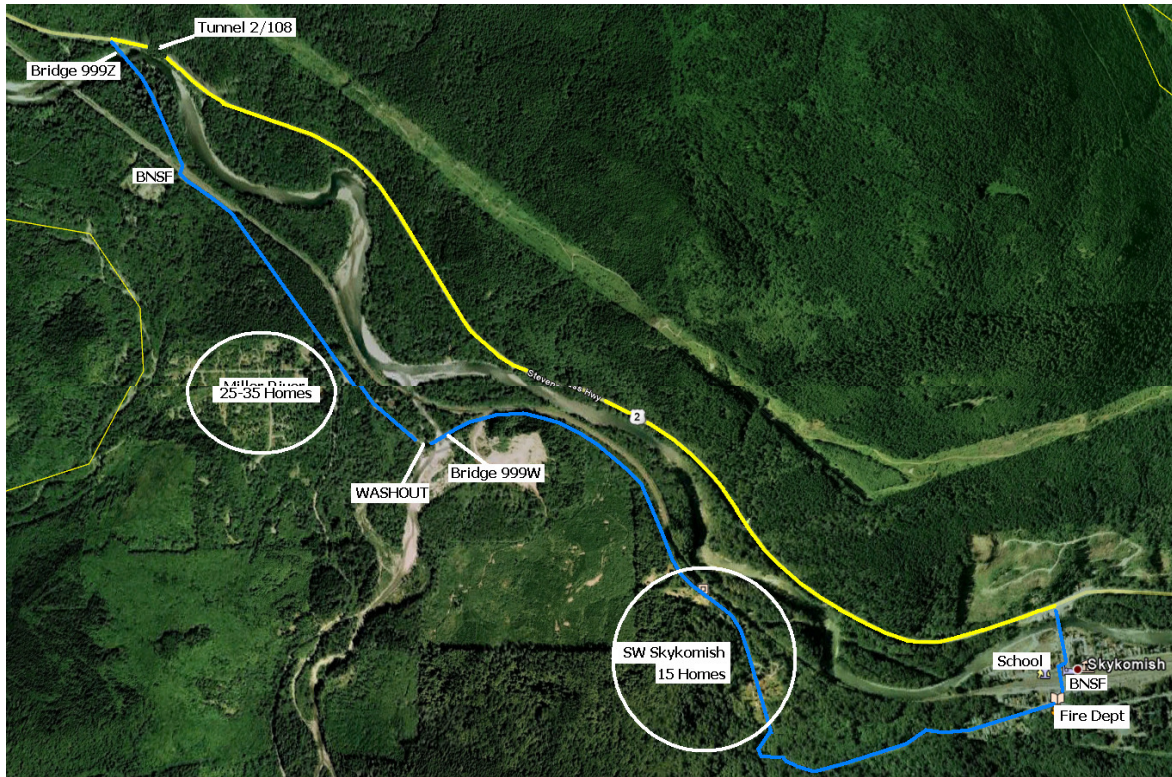 Tunnel 2/108
Bridge 999Z
BNSF
Miller River
25-35 Homes
2
Bridge 999W
WASHOUT
SW Skykomish
15 Homes
School
Skykomish
BNSF
Fire Dept